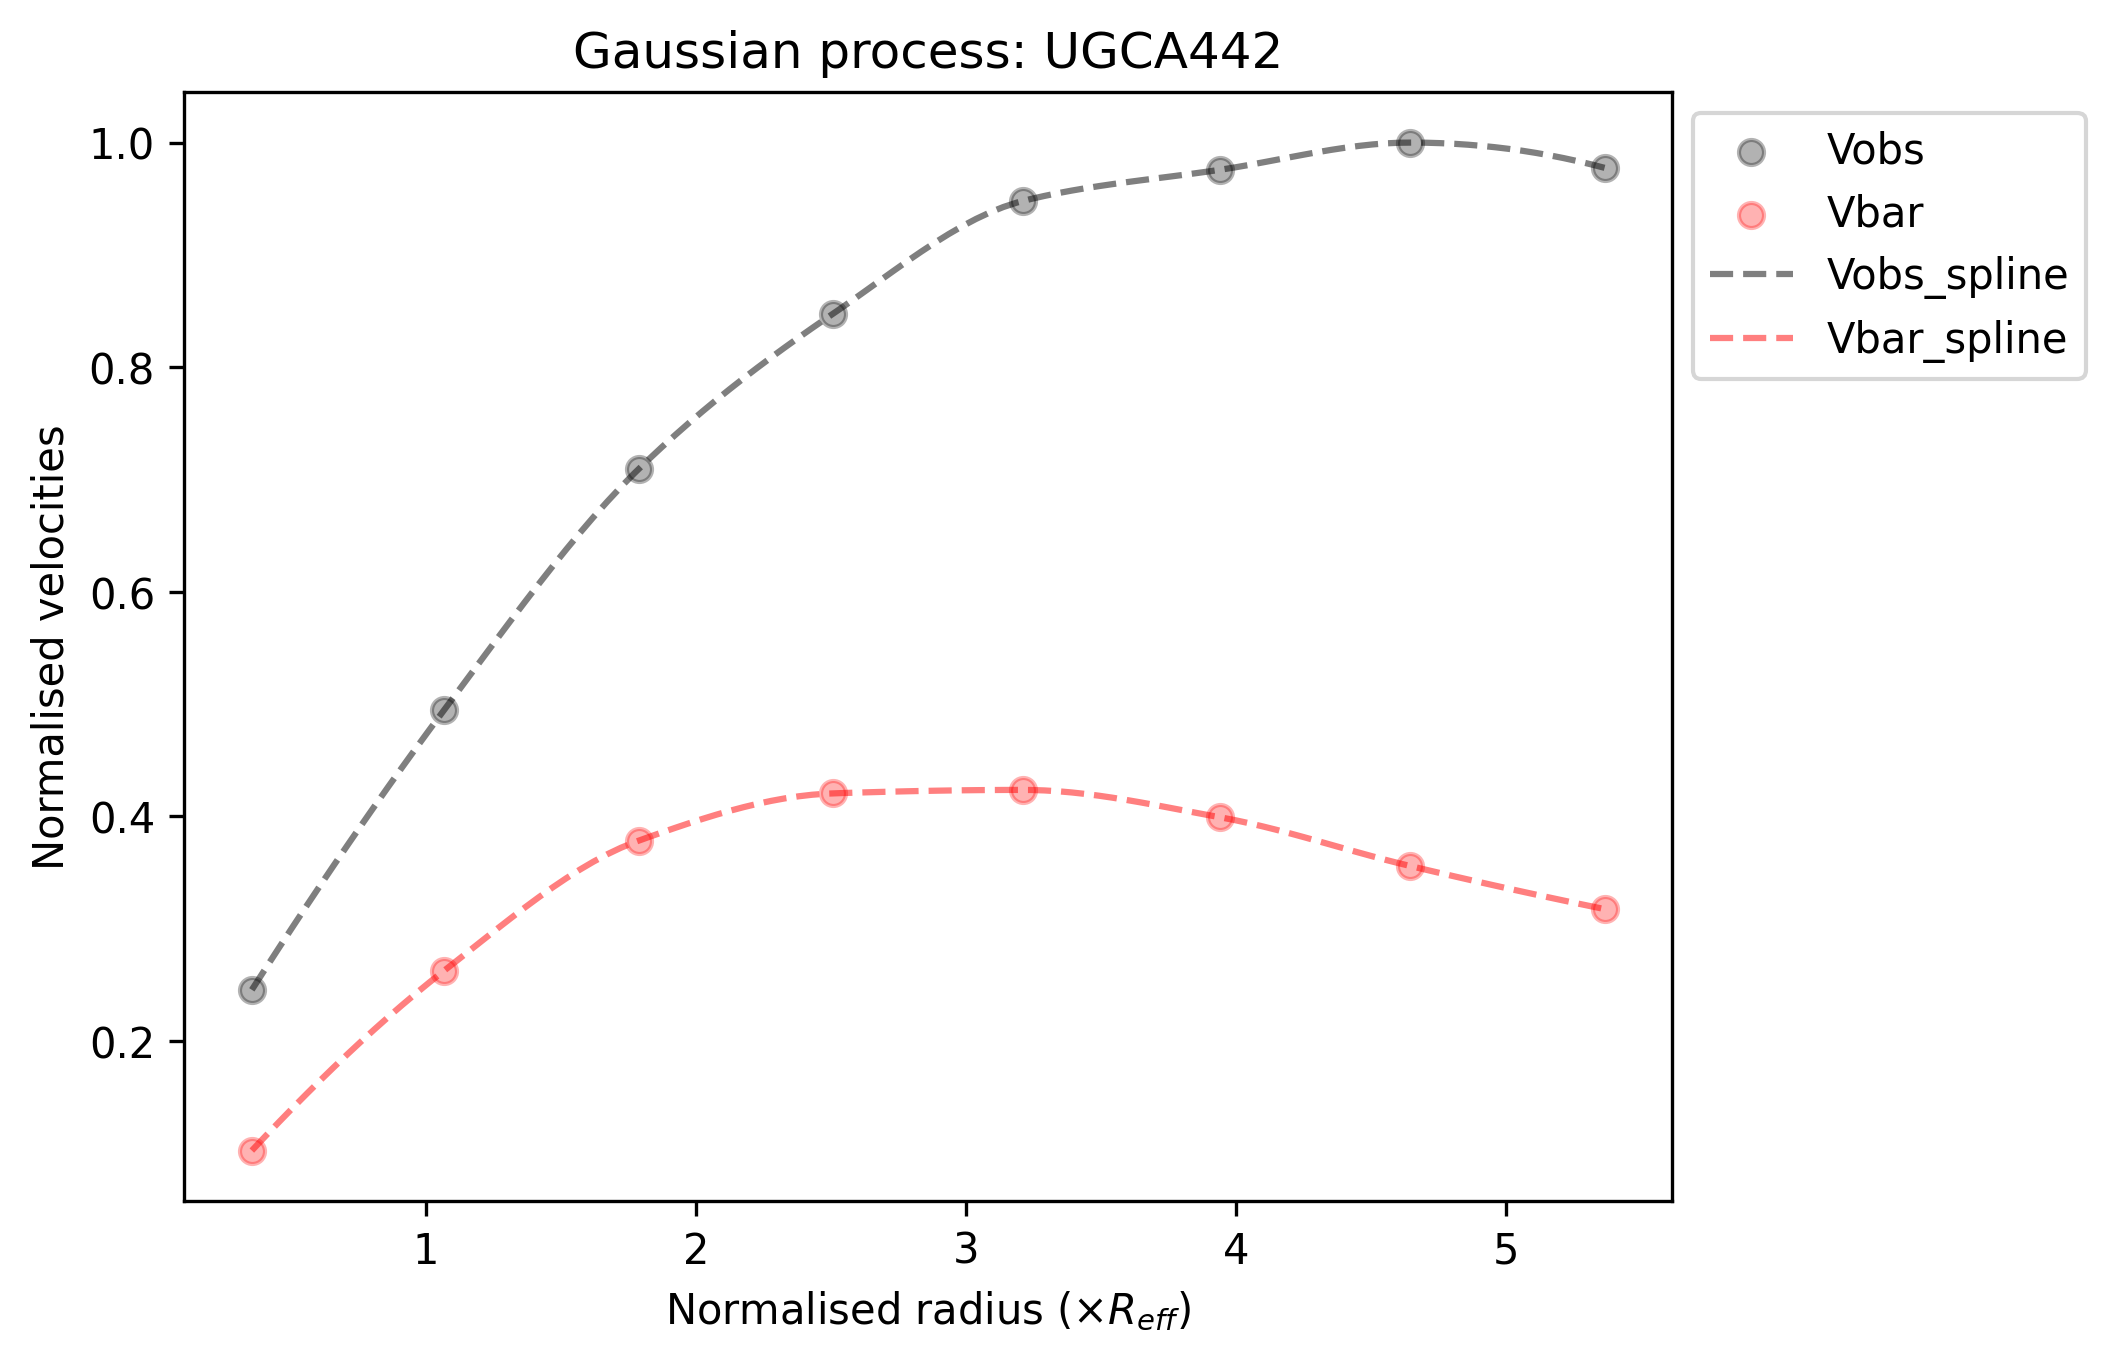 Gaussian process: UGCA442
1.0
0.8
0.6
0.4
0.2
Normalised velocities
1 2 3 4 5
Normalised radius (×R_eff)
Vobs
Vbar
Vobs_spline
Vbar_spline